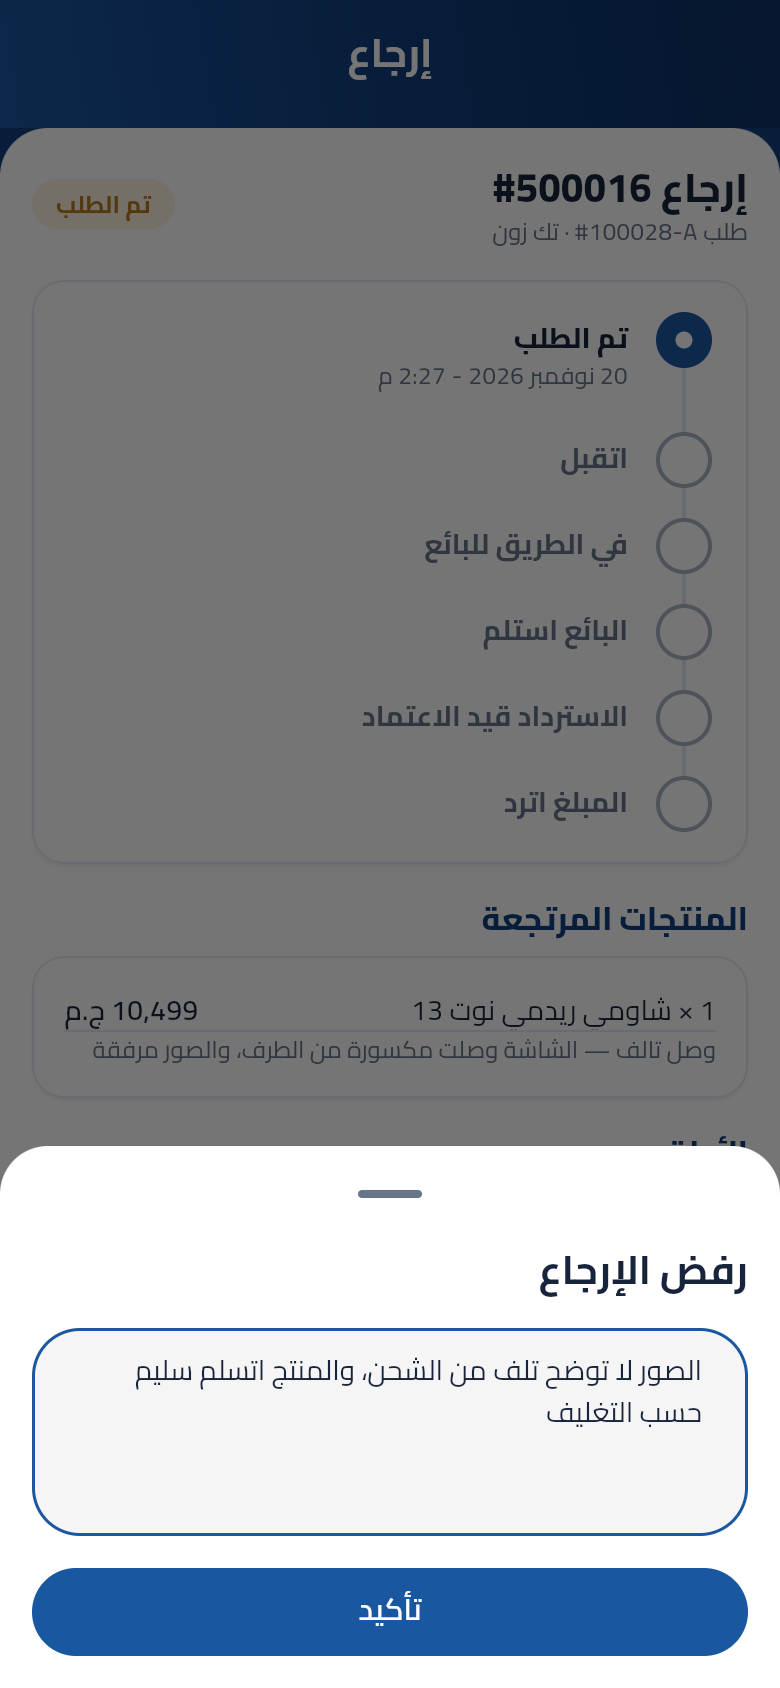 إرجاع
إرجاع 500016#
تم الطلب
طلب 100028-A# · تك زون
تم الطلب
20 نوفمبر 2026 - 2:27 م
اتقبل
في الطريق للبائع
البائع استلم
الاسترداد قيد الاعتماد
المبلغ اترد
المنتجات المرتجعة
1 × شاومي ريدمي نوت 13
10,499 ج.م
وصل تالف — الشاشة وصلت مكسورة من الطرف، والصور مرفقة
رفض الإرجاع
الصور لا توضح تلف من الشحن، والمنتج اتسلم سليم
حسب التغليف
تأكيد